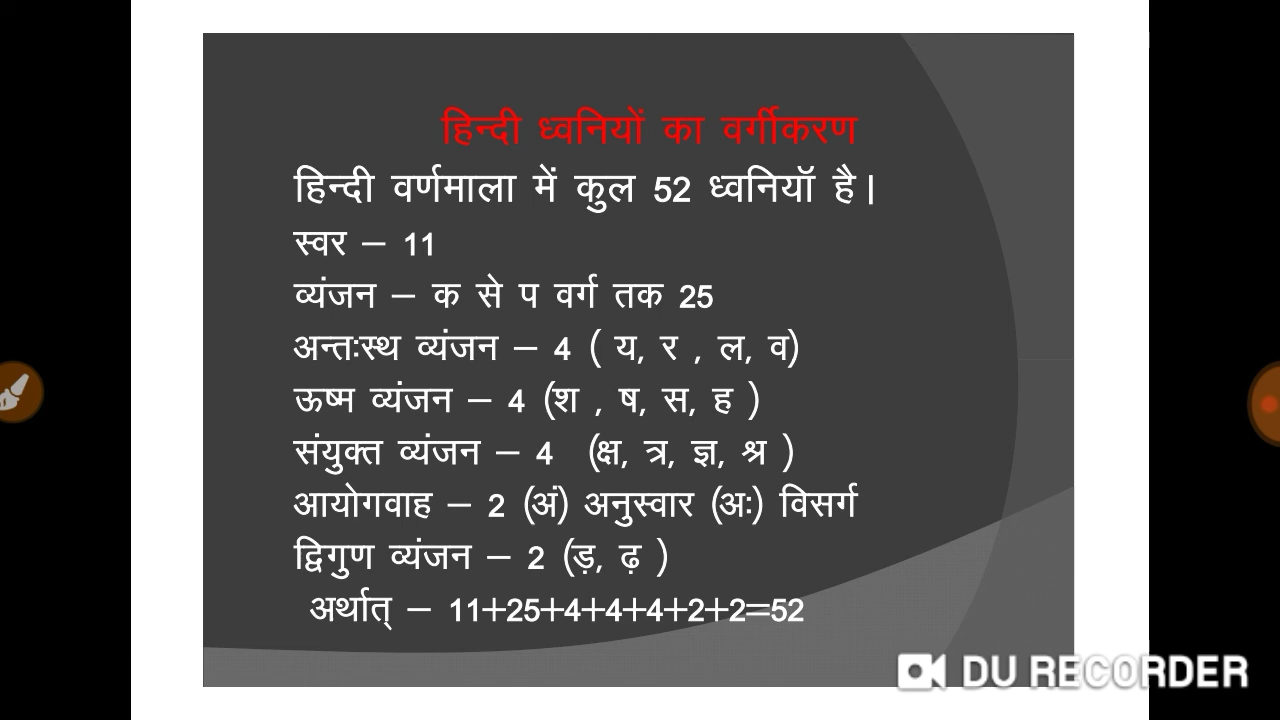 हिन्दी ध्वनियों का वर्गीकरण
हिन्दी वर्णमाला में कुल 52 ध्वनियॉ है।
स्वर – 11
व्यंजन – क से प वर्ग तक 25
अन्तःस्थ व्यंजन – 4 ( य, र , ल, व)
ऊष्म व्यंजन – 4 (श , ष, स, ह )
संयुक्त व्यंजन – 4 (क्ष, त्र, ज्ञ, श्र )
आयोगवाह – 2 (अं) अनुस्वार (अः) विसर्ग
द्विगुण व्यंजन – 2 (ड़, ढ़ )
अर्थात् – 11+25+4+4+4+2+2=52
DU RECORDER